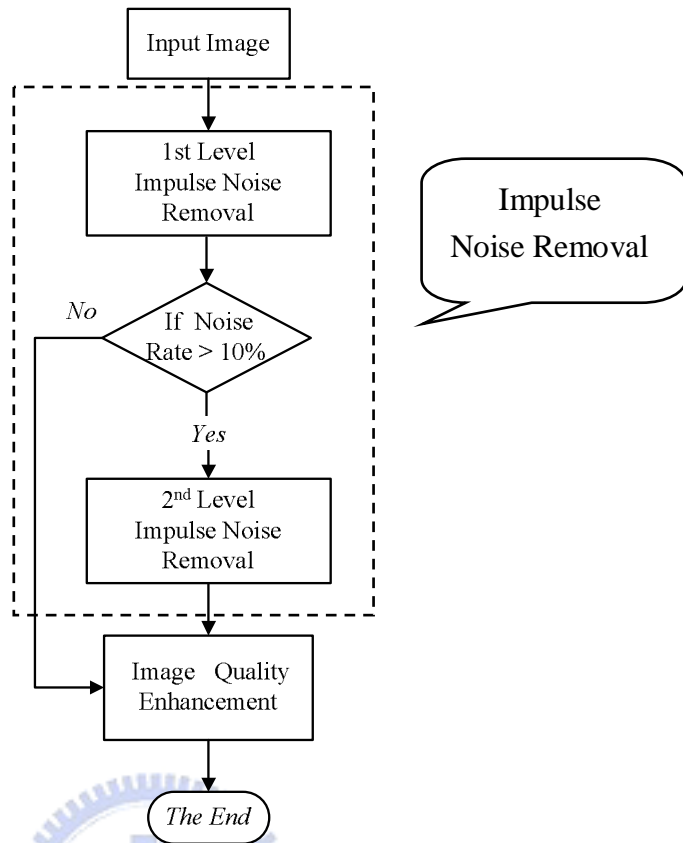 Input Image
1st Level
Impulse Noise
Removal
Impulse
Noise Removal
No
If Noise
Rate > 10%
Yes
2nd Level
Impulse Noise
Removal
Image Quality
Enhancement
The End